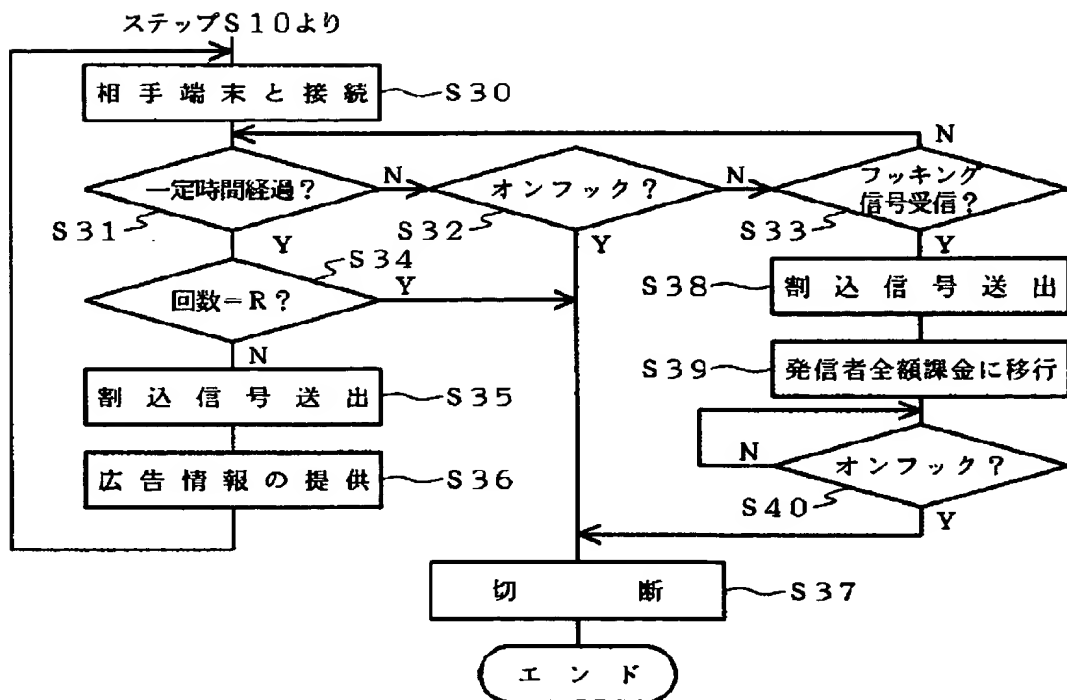 ステップS10より
相手端末と接続
S30
一定時間経過?
S31
N
Y
オンフック?
S32
N
Y
フッキング
信号受信?
S33
N
Y
回数=R?
S34
Y
N
割込信号送出
S35
広告情報の提供
S36
割込信号送出
S38
発信者全額課金に移行
S39
オンフック?
S40
N
Y
切断
S37
エンド